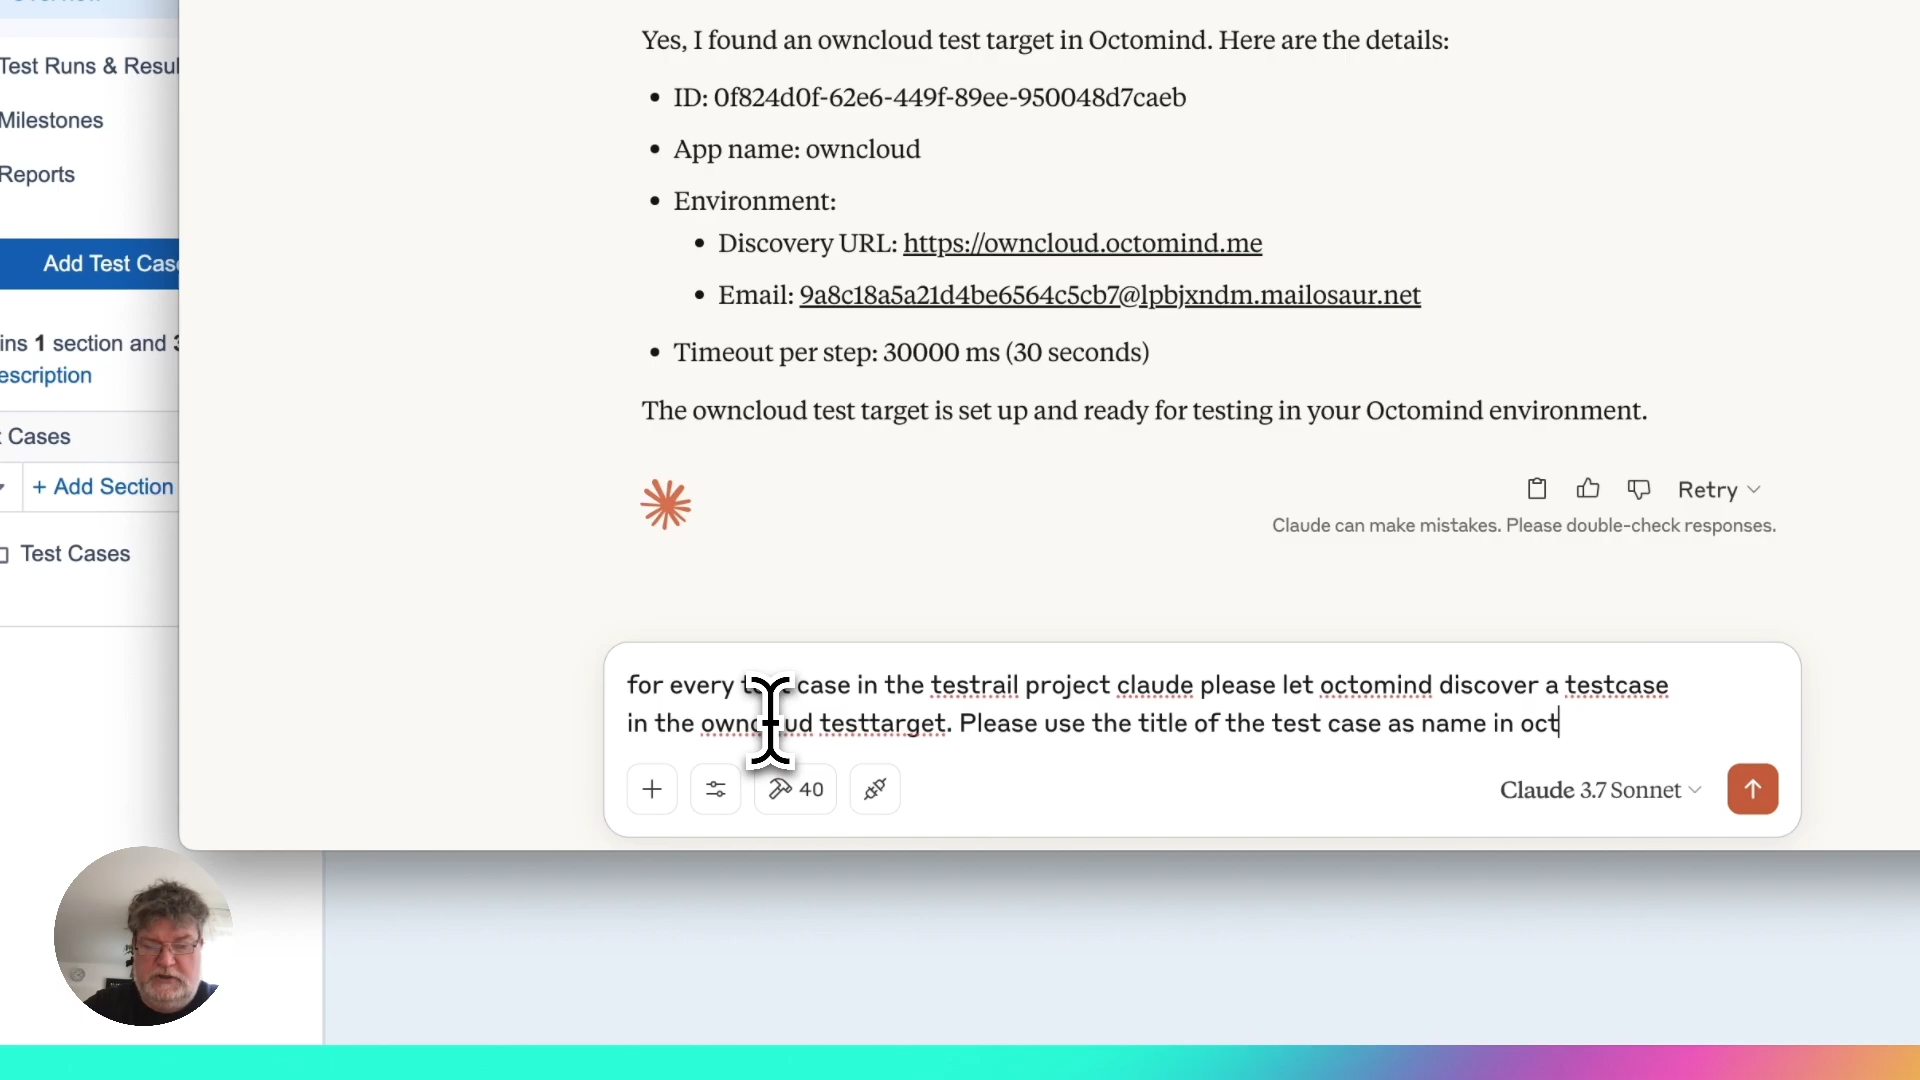 Test Runs & Resul
Milestones
Reports
Add Test Cas
ins 1 section and 3
escription
Cases
+ Add Section
Test Cases
Yes, I found an owncloud test target in Octomind. Here are the details:
• ID: 0f824d0f-62e6-449f-89ee-950048d7caeb
• App name: owncloud
• Environment:
• Discovery URL: https://owncloud.octomind.me
• Email: 9a8c18a5a21d4be6564c5cb7@lpbjxndm.mailosaur.net
• Timeout per step: 30000 ms (30 seconds)
The owncloud test target is set up and ready for testing in your Octomind environment.
Retry
Claude can make mistakes. Please double-check responses.
for every case in the testrail project claude please let octomind discover a testcase
in the owncloud testtarget. Please use the title of the test case as name in oct
40
Claude 3.7 Sonnet